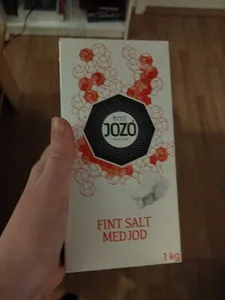 JOZO
FINT SALT
MED JOD
1 kg